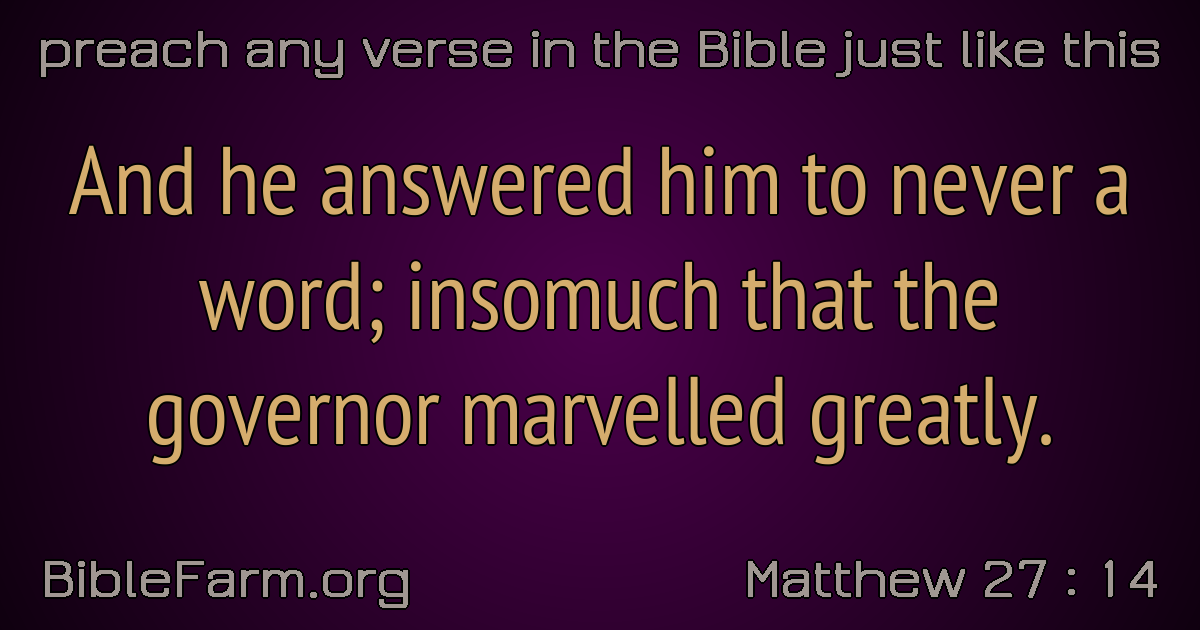 preach any verse in the Bible just like this
And he answered him to never a
word; insomuch that the
governor marvelled greatly.
BibleFarm.org
Matthew 27 : 14